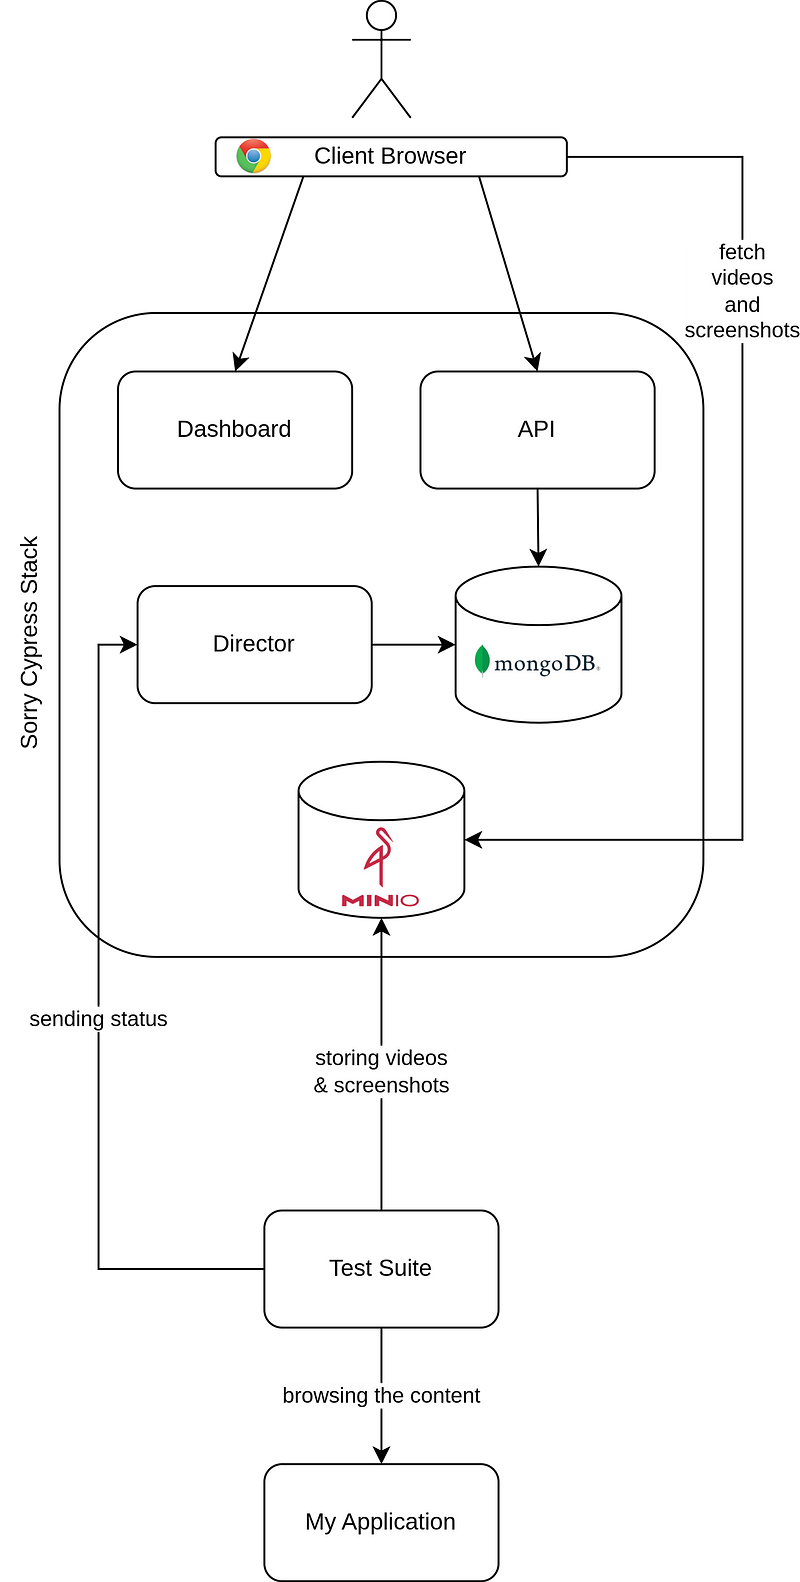 Client Browser
fetch
videos
and
screenshots
Dashboard
API
Sorry Cypress Stack
Director
mongoDB
MINIO
sending status
storing videos
& screenshots
Test Suite
browsing the content
My Application